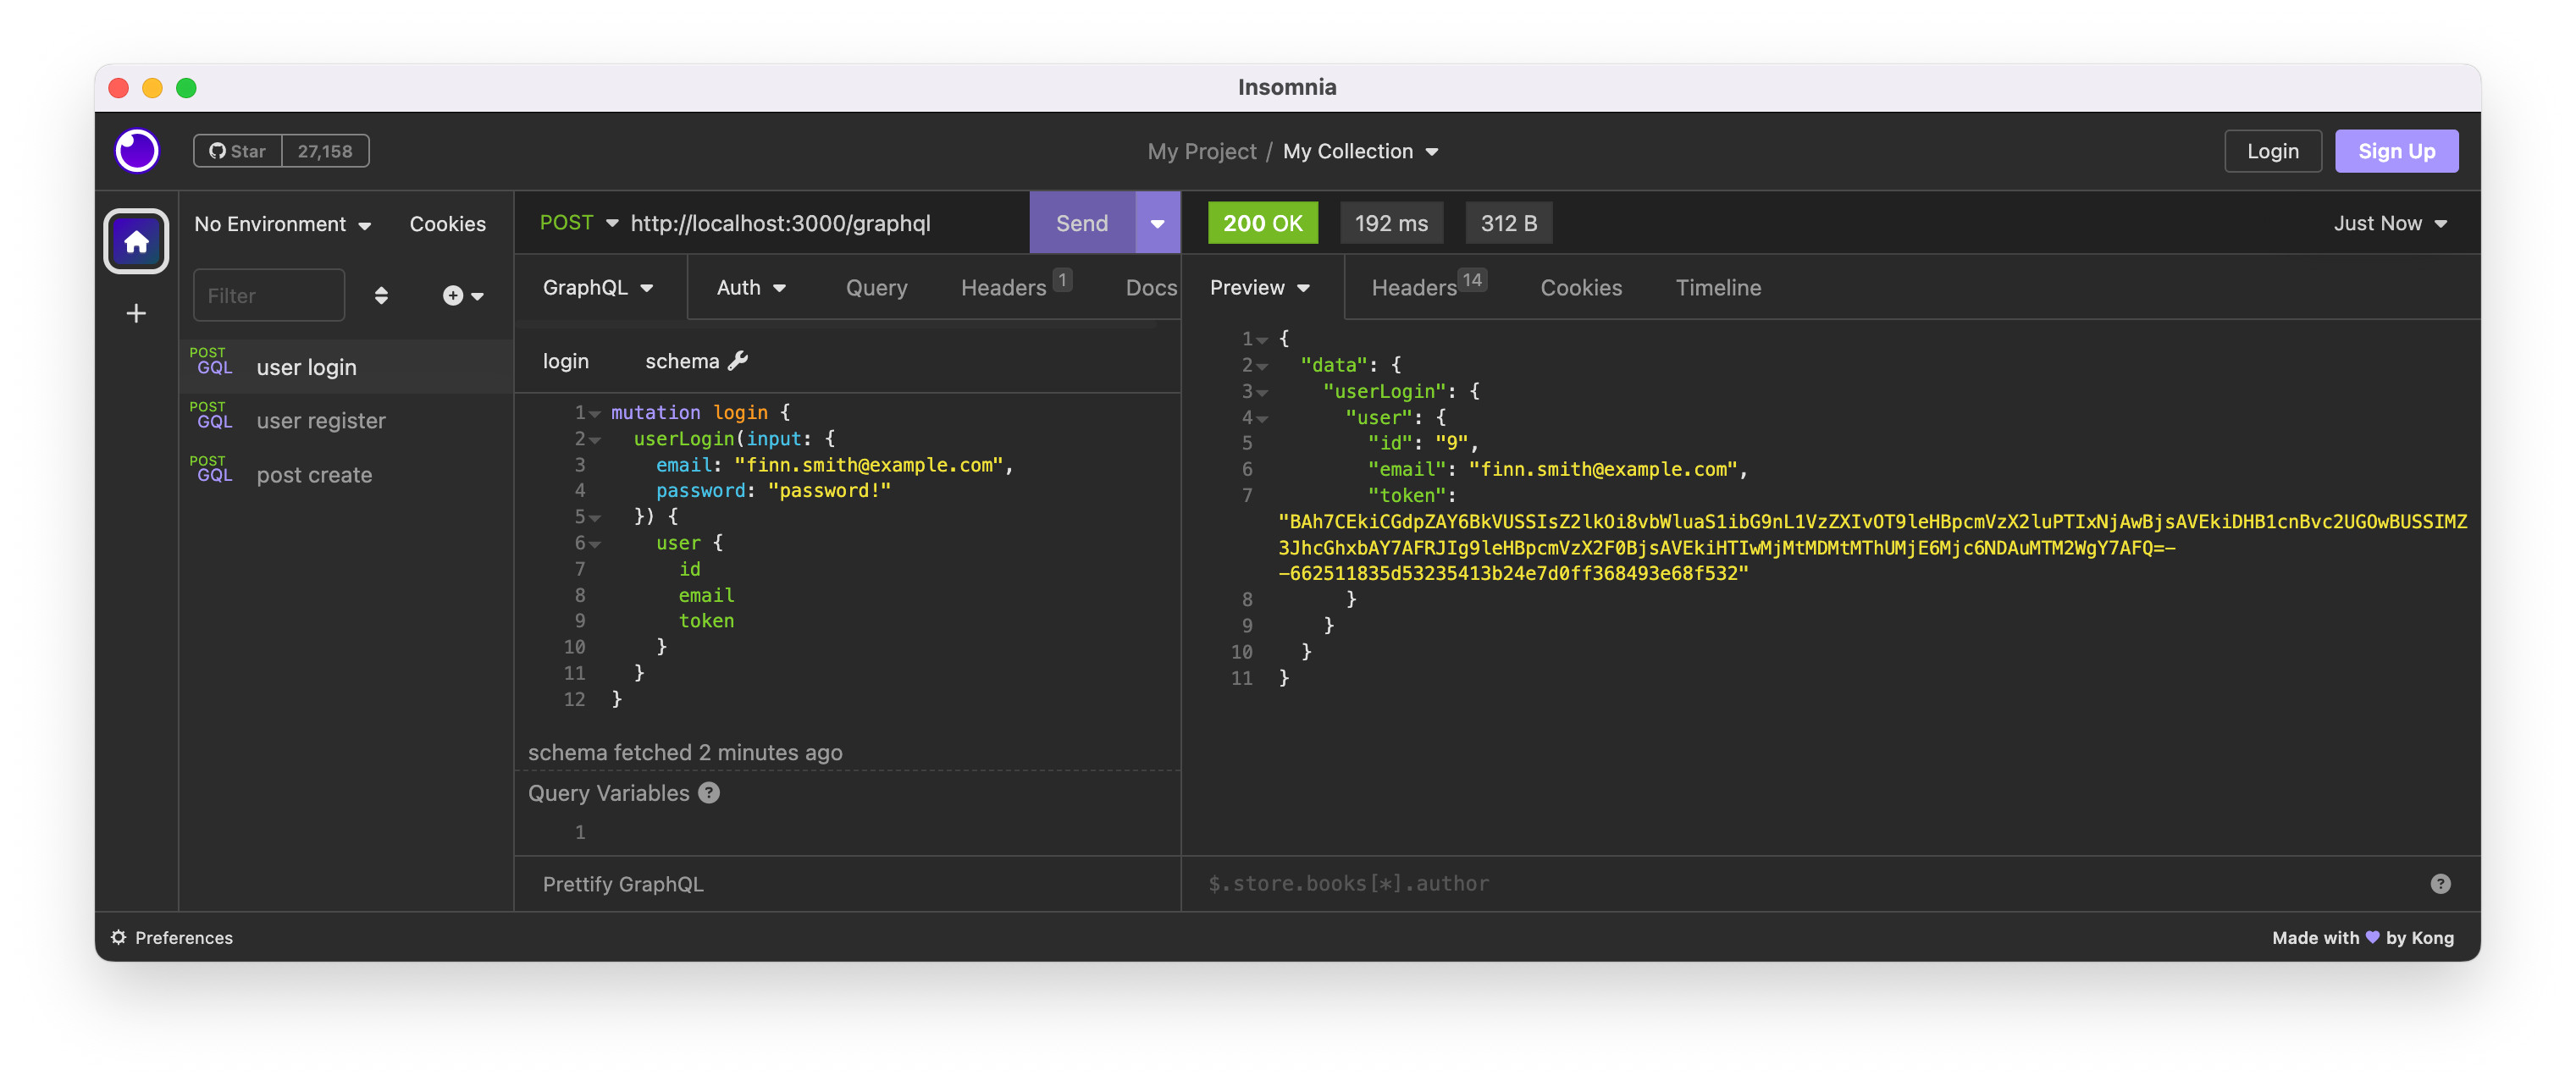 Insomnia
Star 27,158
My Project / My Collection
Login
Sign Up
No Environment
Cookies
Filter
POST GQL user login
POST GQL user register
POST GQL post create
POST http://localhost:3000/graphql
Send
GraphQL
Auth
Query
Headers 1
Docs
login
schema
1 mutation login {
2 userLogin(input: {
3 email: "finn.smith@example.com",
4 password: "password!"
5 }) {
6 user {
7 id
8 email
9 token
10 }
11 }
12 }
schema fetched 2 minutes ago
Query Variables ?
1
Prettify GraphQL
200 OK
192 ms
312 B
Just Now
Preview
Headers 14
Cookies
Timeline
1 {
2 "data": {
3 "userLogin": {
4 "user": {
5 "id": "9",
6 "email": "finn.smith@example.com",
7 "token":
"BAh7CEkiCGdpZAY6BkVUSSIsZ2lkOi8vbWluaS1ibG9nL1VzZXIvOT9leHBpcmVzX2luPTIxNjAwBjsAVEkiDHB1cnBvc2UGOwBUSSIMZ
3JhcGhxbAY7AFRJIg9leHBpcmVzX2F0BjsAVEkiHTIwMjMtMDMtMThUMjE6Mjc6NDAuMTM2WgY7AFQ=-
-662511835d53235413b24e7d0ff368493e68f532"
8 }
9 }
10 }
11 }
$.store.books[*].author
?
Preferences
Made with ♥ by Kong